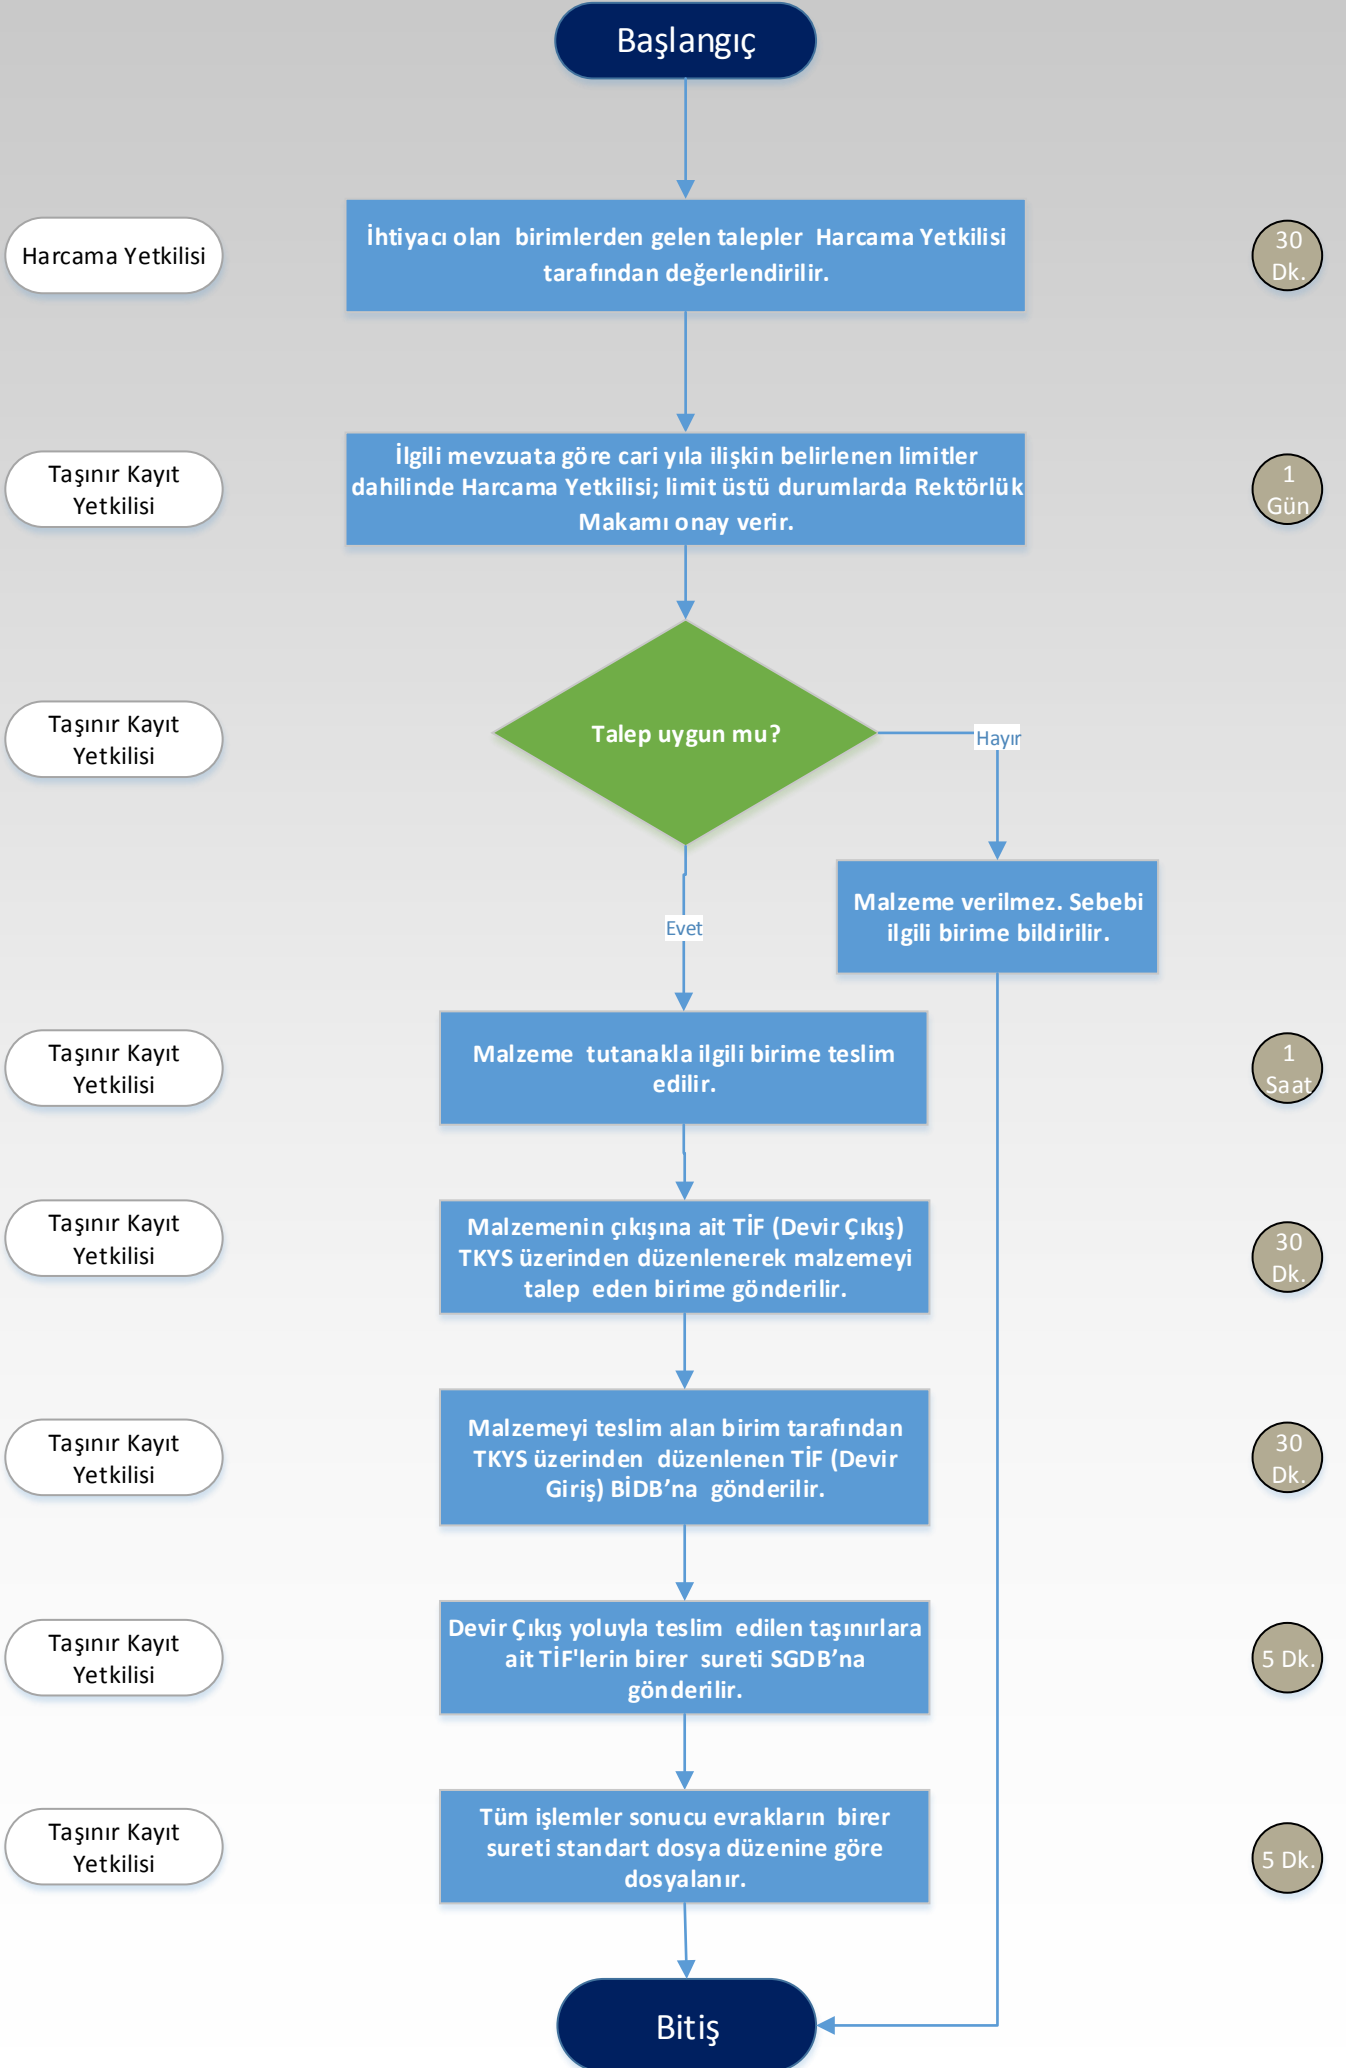 Başlangıç
Harcama Yetkilisi
İhtiyacı olan birimlerden gelen talepler Harcama Yetkilisi
tarafından değerlendirilir.
30
Dk.
Taşınır Kayıt
Yetkilisi
İlgili mevzuata göre cari yıla ilişkin belirlenen limitler
dahilinde Harcama Yetkilisi; limit üstü durumlarda Rektörlük
Makamı onay verir.
1
Gün
Taşınır Kayıt
Yetkilisi
Talep uygun mu?
Hayır
Malzeme verilmez. Sebebi
ilgili birime bildirilir.
Evet
Taşınır Kayıt
Yetkilisi
Malzeme tutanakla ilgili birime teslim
edilir.
1
Saat
Taşınır Kayıt
Yetkilisi
Malzemenin çıkışına ait TİF (Devir Çıkış)
TKYS üzerinden düzenlenerek malzemeyi
talep eden birime gönderilir.
30
Dk.
Taşınır Kayıt
Yetkilisi
Malzemeyi teslim alan birim tarafından
TKYS üzerinden düzenlenen TİF (Devir
Giriş) BİDB’na gönderilir.
30
Dk.
Taşınır Kayıt
Yetkilisi
Devir Çıkış yoluyla teslim edilen taşınırlara
ait TİF'lerin birer sureti SGDB’na
gönderilir.
5 Dk.
Taşınır Kayıt
Yetkilisi
Tüm işlemler sonucu evrakların birer
sureti standart dosya düzenine göre
dosyalanır.
5 Dk.
Bitiş